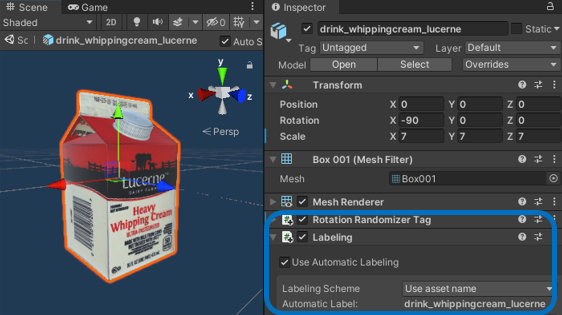 Scene
Game
Shaded
2D
0
Sc
drink_whippingcream_lucerne
Auto S
y
x
z
Persp
Lucerne
Heavy
Whipping Cream
ULTRA-PASTEURIZED
Inspector
drink_whippingcream_lucerne
Static
Tag Untagged Layer Default
Model Open Select Overrides
Transform
Position X 0 Y 0 Z 0
Rotation X -90 Y 0 Z 0
Scale X 7 Y 7 Z 7
Box 001 (Mesh Filter)
Mesh Box001
Mesh Renderer
Rotation Randomizer Tag
Labeling
Use Automatic Labeling
Labeling Scheme Use asset name
Automatic Label: drink_whippingcream_lucerne